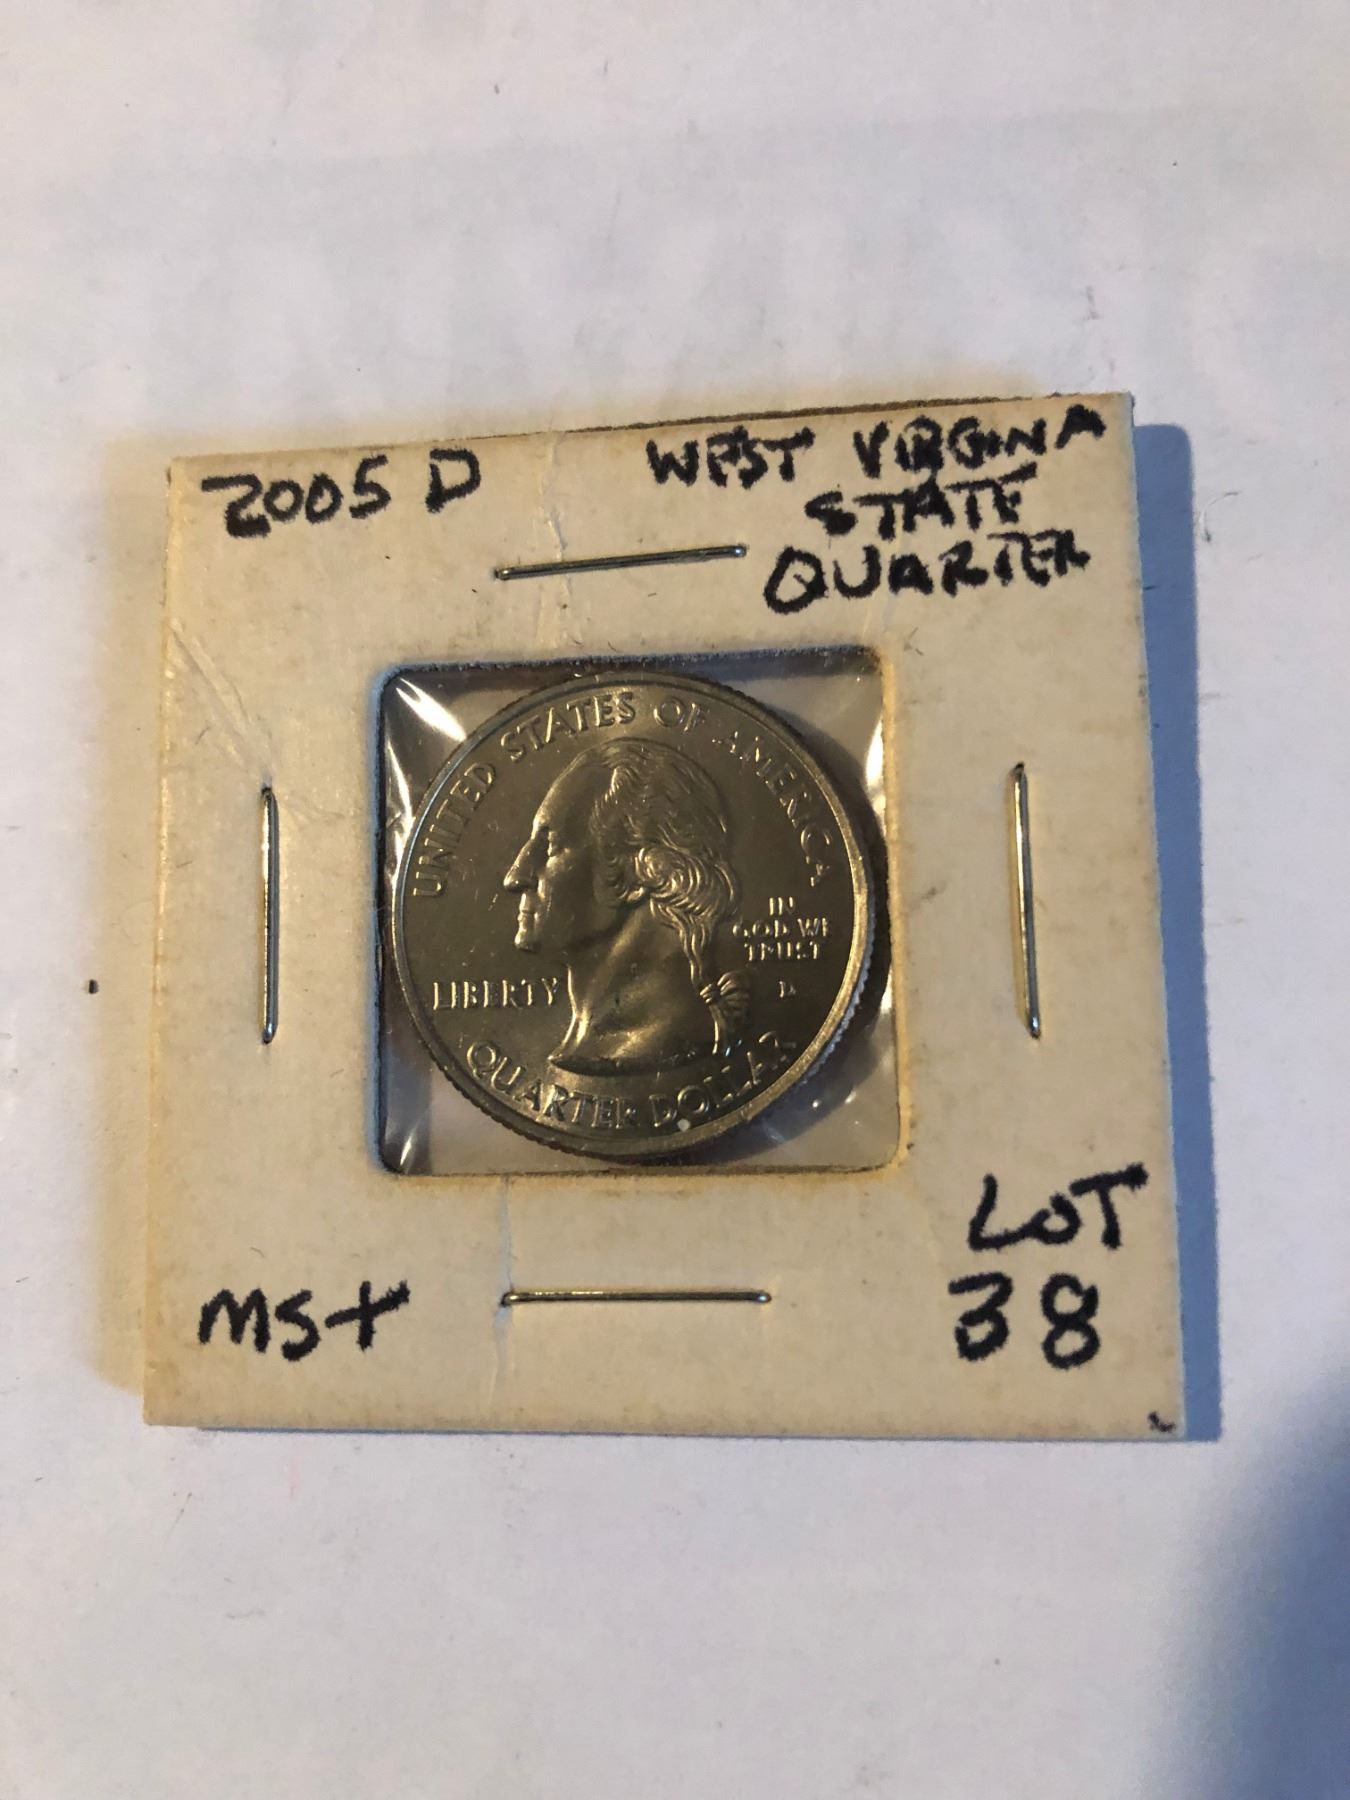 2005 D
WEST VIRGINA
STATE
QUARTER
UNITED STATES OF AMERICA
IN
GOD WE
TRUST
LIBERTY
D
QUARTER DOLLAR
MS+
LOT
38